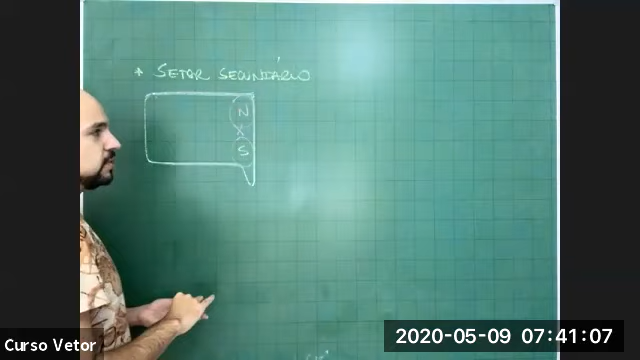 * SETOR SECUNDÁRIO
N
X
S
Curso Vetor
2020-05-09 07:41:07